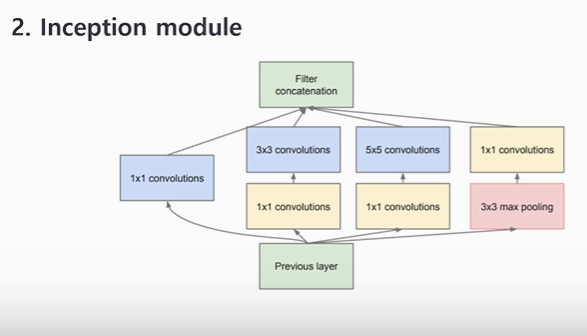 2. Inception module
Filter
concatenation
3x3 convolutions
5x5 convolutions
1x1 convolutions
1x1 convolutions
1x1 convolutions
1x1 convolutions
3x3 max pooling
Previous layer